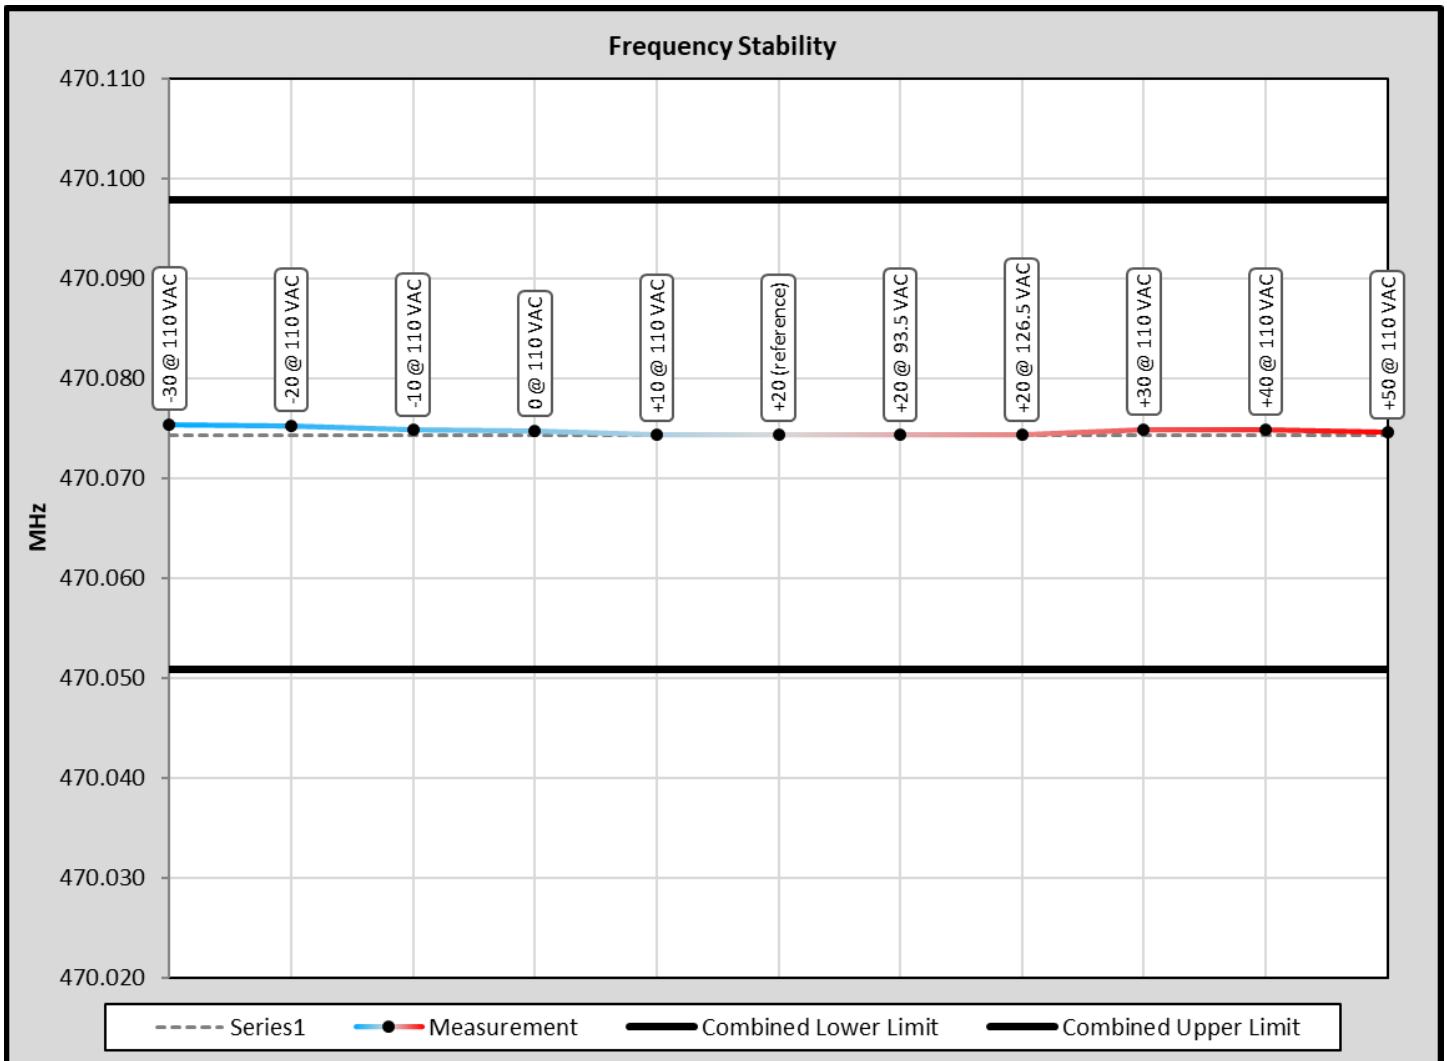 Frequency Stability
470.110
470.100
470.090
470.080
470.070
470.060
470.050
470.040
470.030
470.020
MHz
-30 @ 110 VAC
-20 @ 110 VAC
-10 @ 110 VAC
0 @ 110 VAC
+10 @ 110 VAC
+20 (reference)
+20 @ 93.5 VAC
+20 @ 126.5 VAC
+30 @ 110 VAC
+40 @ 110 VAC
+50 @ 110 VAC
Series1 Measurement Combined Lower Limit Combined Upper Limit